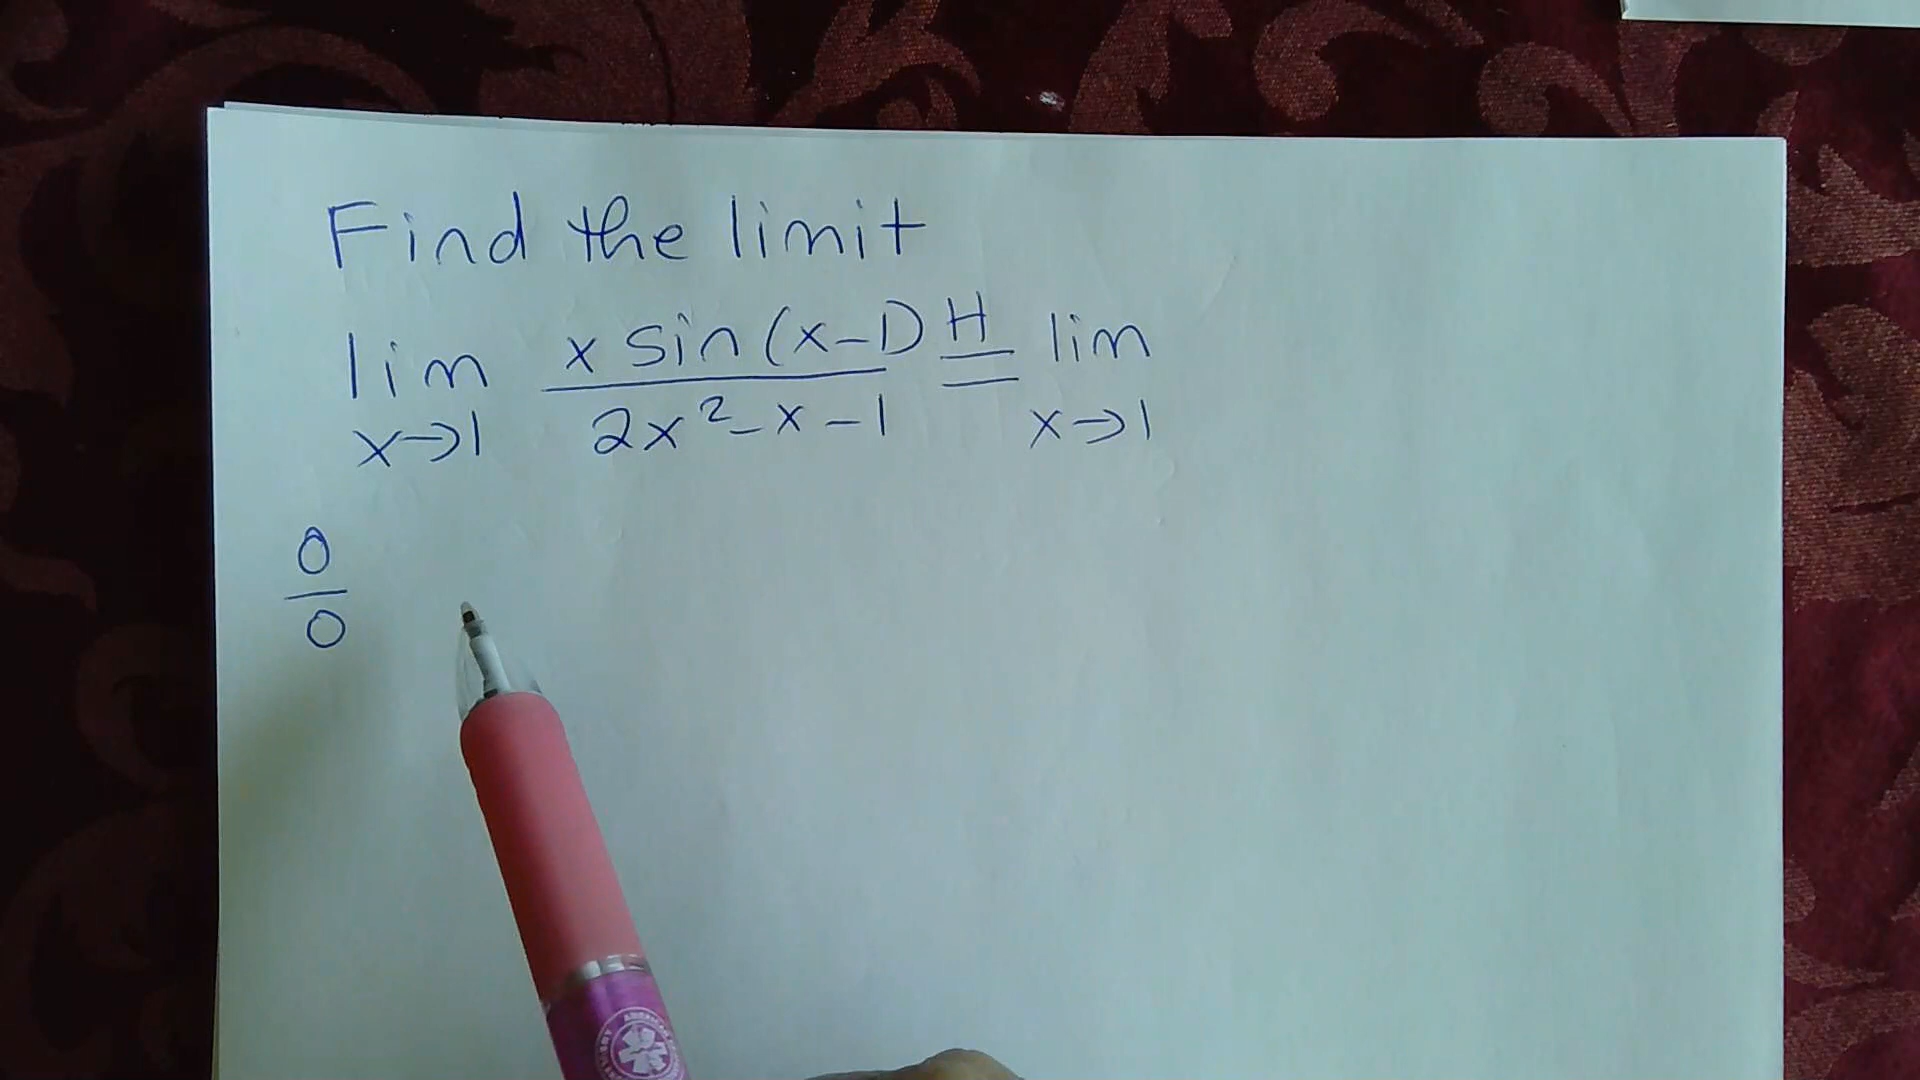 Find the limit
lim x sin(x-1) H lim
x→1 2x²-x-1 = x→1
0
0